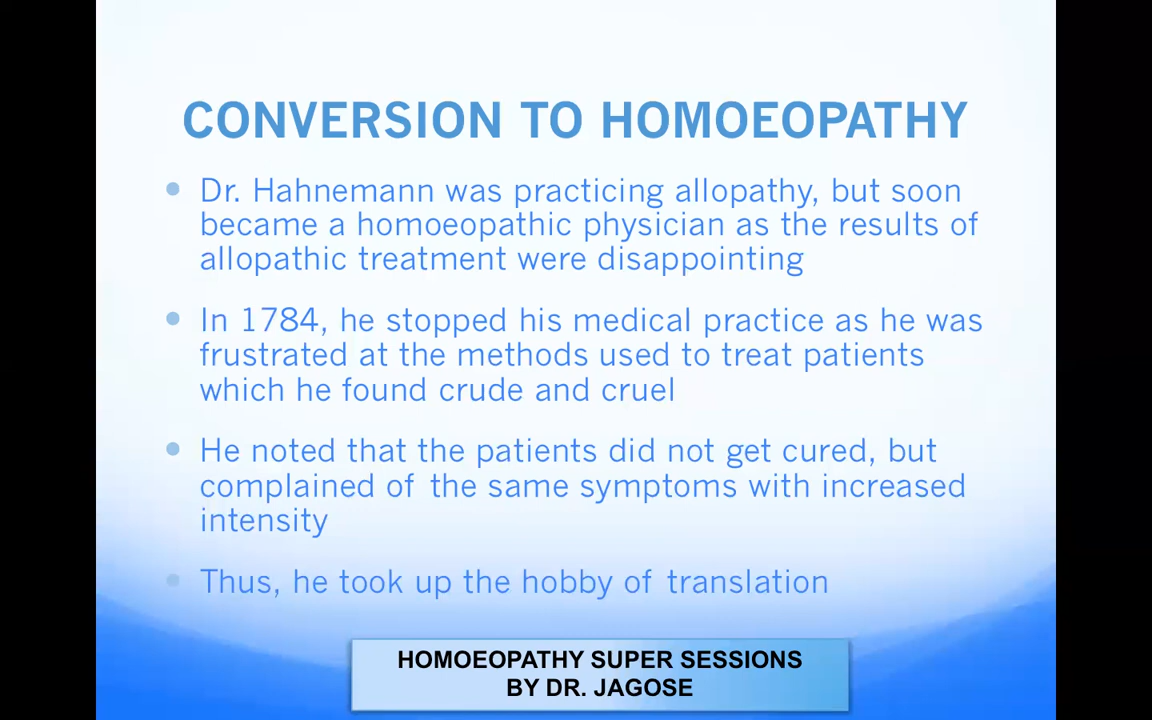 CONVERSION TO HOMOEOPATHY
Dr. Hahnemann was practicing allopathy, but soon
became a homoeopathic physician as the results of
allopathic treatment were disappointing
In 1784, he stopped his medical practice as he was
frustrated at the methods used to treat patients
which he found crude and cruel
He noted that the patients did not get cured, but
complained of the same symptoms with increased
intensity
Thus, he took up the hobby of translation
HOMOEOPATHY SUPER SESSIONS
BY DR. JAGOSE